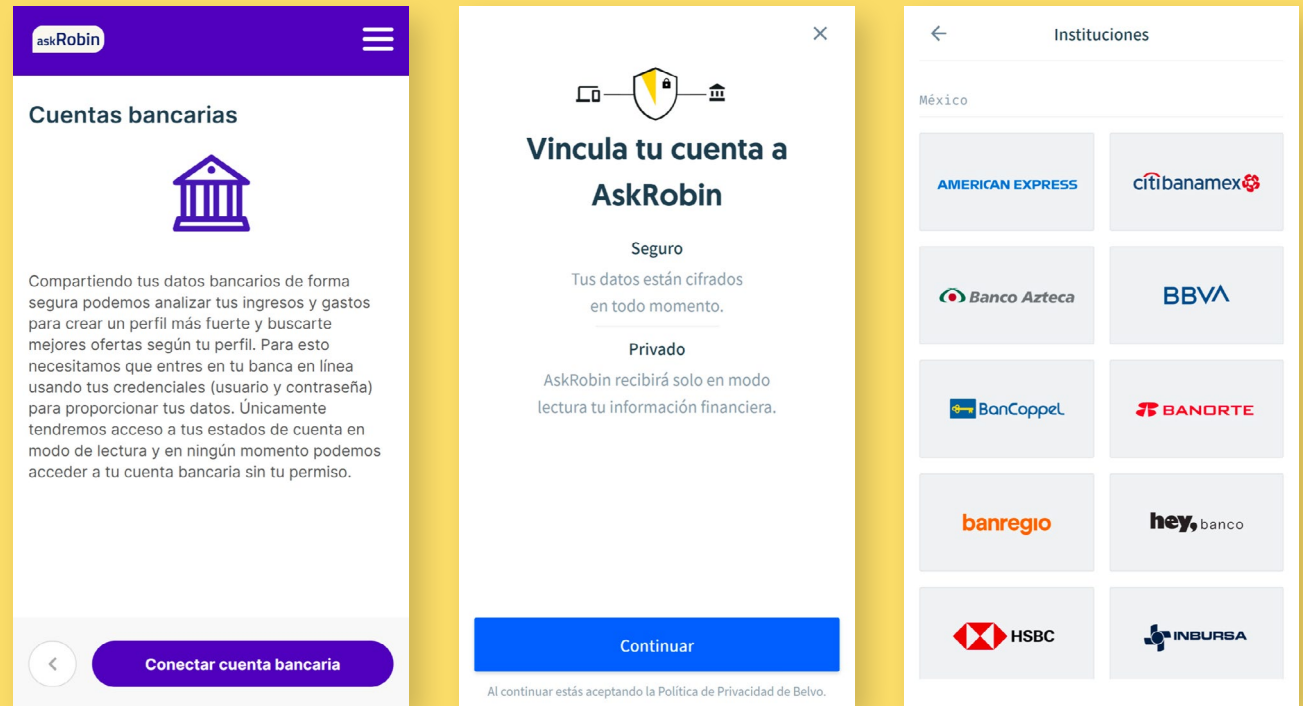 askRobin
Cuentas bancarias
Compartiendo tus datos bancarios de forma
segura podemos analizar tus ingresos y gastos
para crear un perfil más fuerte y buscarte
mejores ofertas según tu perfil. Para esto
necesitamos que entres en tu banca en línea
usando tus credenciales (usuario y contraseña)
para proporcionar tus datos. Únicamente
tendremos acceso a tus estados de cuenta en
modo de lectura y en ningún momento podemos
acceder a tu cuenta bancaria sin tu permiso.
Conectar cuenta bancaria
Vincula tu cuenta a
AskRobin
Seguro
Tus datos están cifrados
en todo momento.
Privado
AskRobin recibirá solo en modo
lectura tu información financiera.
Continuar
Al continuar estás aceptando la Política de Privacidad de Belvo.
Instituciones
México
AMERICAN EXPRESS
citibanamex
Banco Azteca
BBVA
BanCoppel
BANORTE
banregio
hey, banco
HSBC
INBURSA